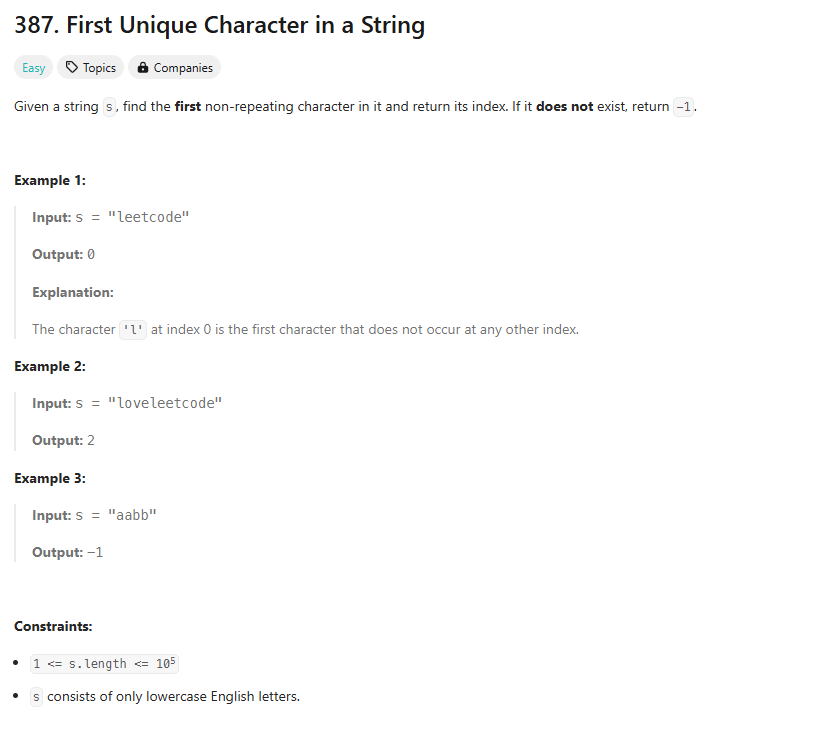 387. First Unique Character in a String
Easy Topics Companies
Given a string s, find the first non-repeating character in it and return its index. If it does not exist, return -1.
Example 1:
Input: s = "leetcode"
Output: 0
Explanation:
The character 'l' at index 0 is the first character that does not occur at any other index.
Example 2:
Input: s = "loveleetcode"
Output: 2
Example 3:
Input: s = "aabb"
Output: -1
Constraints:
• 1 <= s.length <= 10⁵
• s consists of only lowercase English letters.